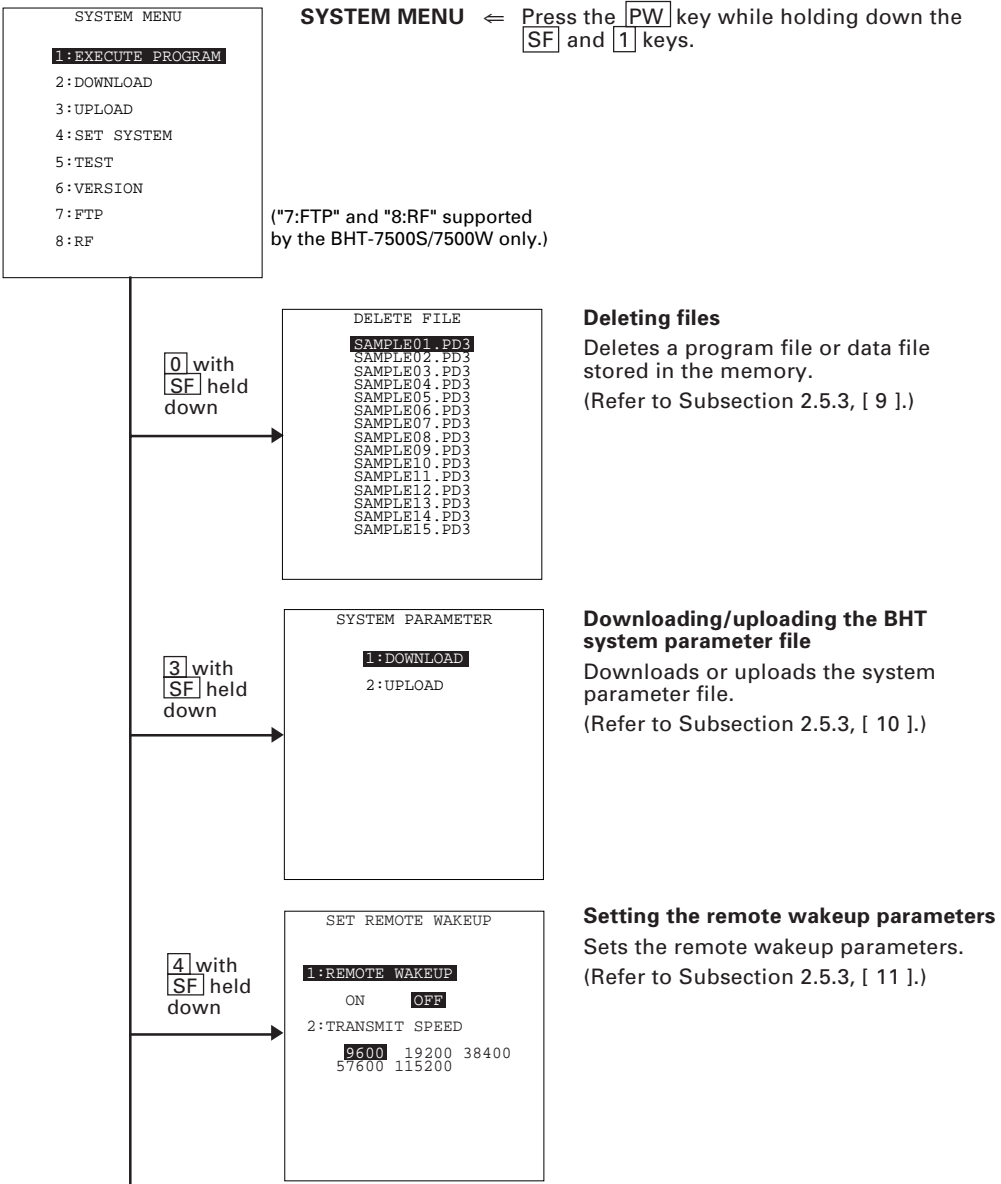 SYSTEM MENU
1:EXECUTE PROGRAM
2:DOWNLOAD
3:UPLOAD
4:SET SYSTEM
5:TEST
6:VERSION
7:FTP
8:RF
SYSTEM MENU ⇐ Press the PW key while holding down the
SF and 1 keys.
("7:FTP" and "8:RF" supported
by the BHT-7500S/7500W only.)
0 with
SF held
down
DELETE FILE
SAMPLE01.PD3
SAMPLE02.PD3
SAMPLE03.PD3
SAMPLE04.PD3
SAMPLE05.PD3
SAMPLE06.PD3
SAMPLE07.PD3
SAMPLE08.PD3
SAMPLE09.PD3
SAMPLE10.PD3
SAMPLE11.PD3
SAMPLE12.PD3
SAMPLE13.PD3
SAMPLE14.PD3
SAMPLE15.PD3
Deleting files
Deletes a program file or data file
stored in the memory.
(Refer to Subsection 2.5.3, [ 9 ].)
3 with
SF held
down
SYSTEM PARAMETER
1:DOWNLOAD
2:UPLOAD
Downloading/uploading the BHT
system parameter file
Downloads or uploads the system
parameter file.
(Refer to Subsection 2.5.3, [ 10 ].)
4 with
SF held
down
SET REMOTE WAKEUP
1:REMOTE WAKEUP
ON OFF
2:TRANSMIT SPEED
9600 19200 38400
57600 115200
Setting the remote wakeup parameters
Sets the remote wakeup parameters.
(Refer to Subsection 2.5.3, [ 11 ].)